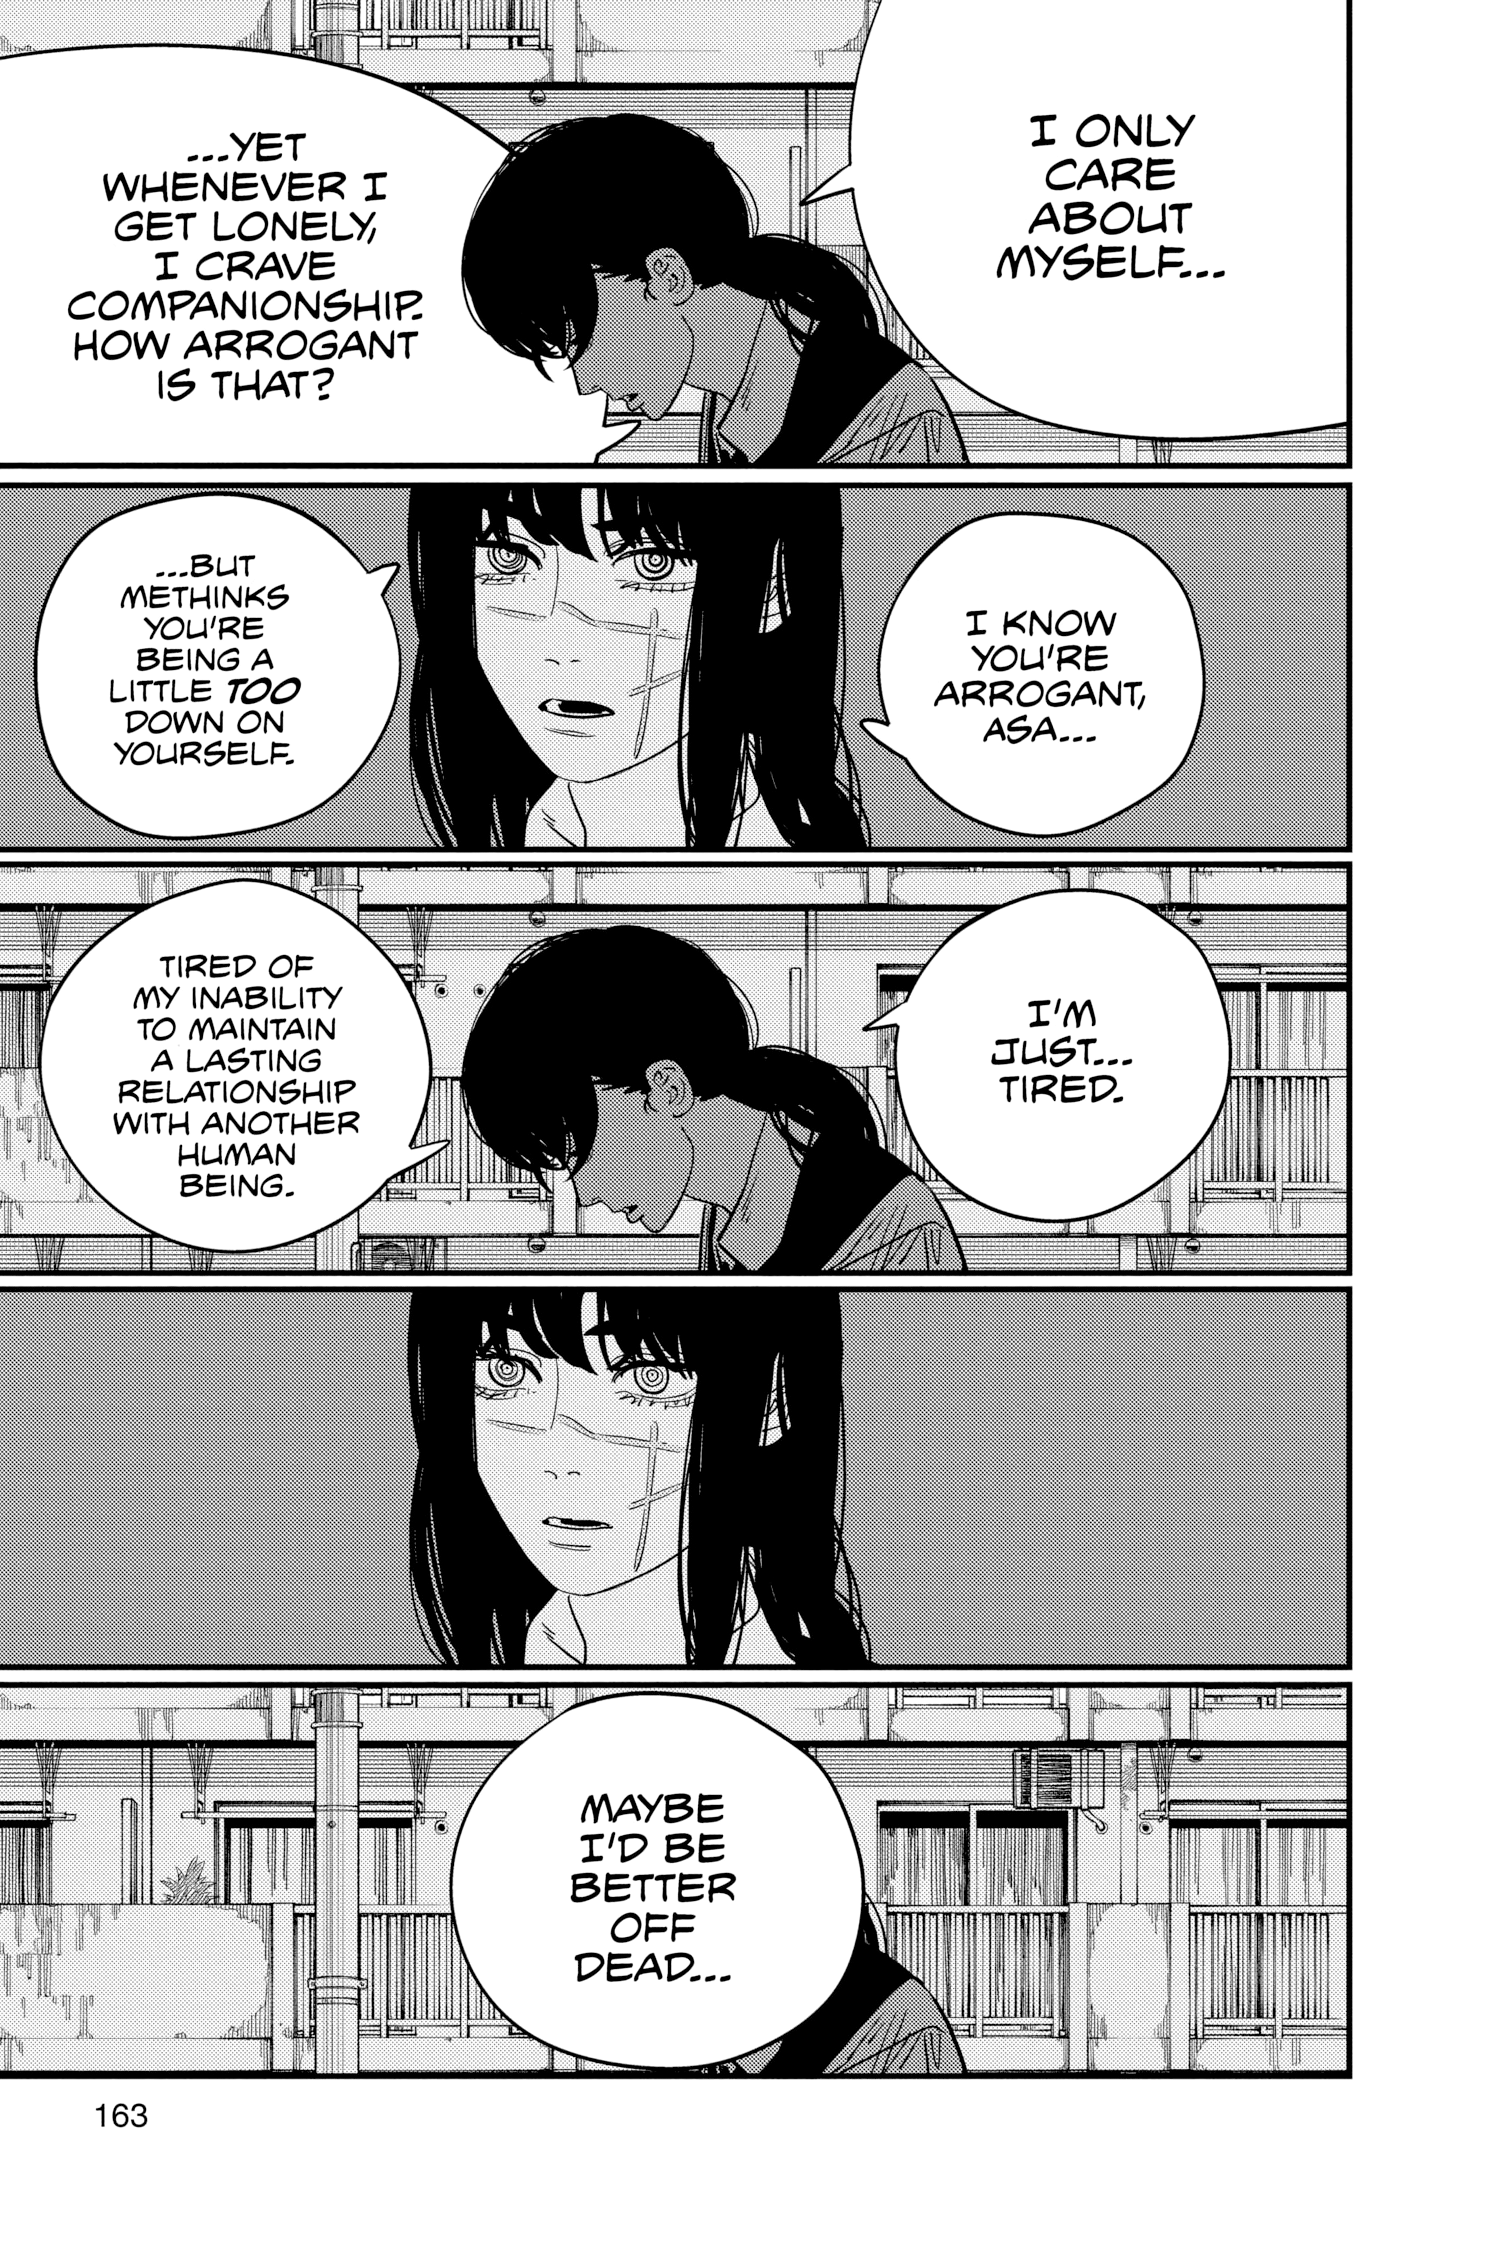 I ONLY
CARE
ABOUT
MYSELF...
...YET
WHENEVER I
GET LONELY,
I CRAVE
COMPANIONSHIP.
HOW ARROGANT
IS THAT?
I KNOW
YOU'RE
ARROGANT,
ASA...
...BUT
METHINKS
YOU'RE
BEING A
LITTLE TOO
DOWN ON
YOURSELF.
I'M
JUST...
TIRED.
TIRED OF
MY INABILITY
TO MAINTAIN
A LASTING
RELATIONSHIP
WITH ANOTHER
HUMAN
BEING.
MAYBE
I'D BE
BETTER
OFF
DEAD...
163